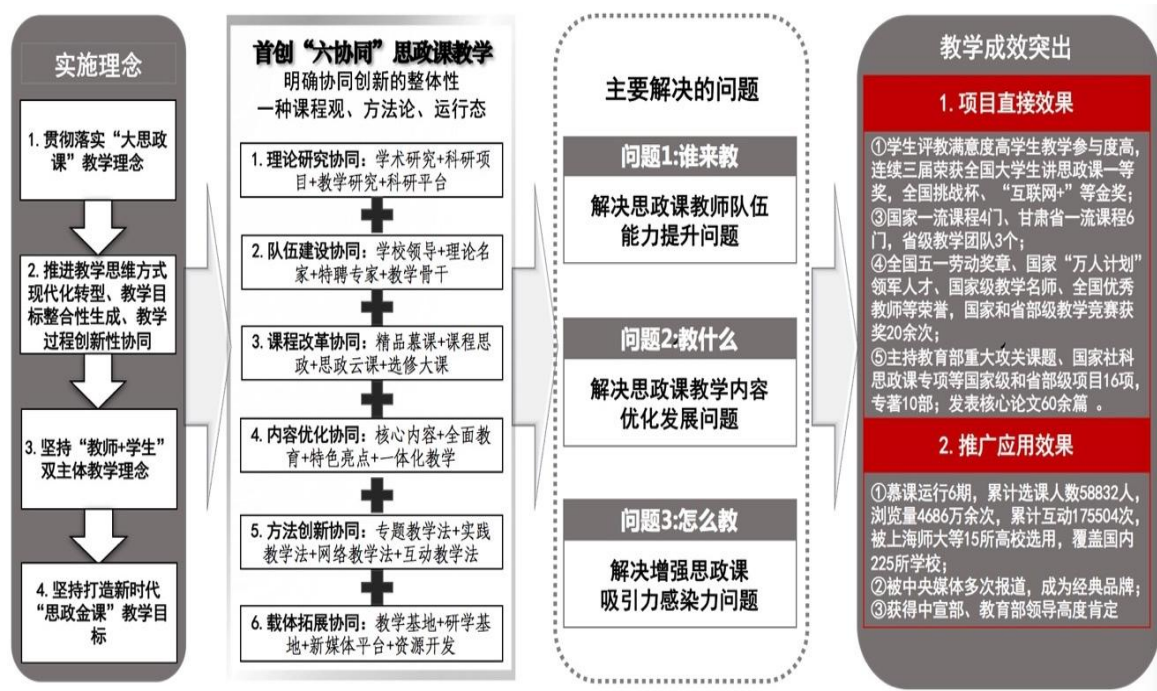 实施理念
1. 贯彻落实“大思政
课”教学理念
2. 推进教学思维方式
现代化转型、教学目
标整合性生成、教学
过程创新性协同
3. 坚持“教师+学生”
双主体教学理念
4. 坚持打造新时代
“思政金课”教学目
标
首创“六协同”思政课教学
明确协同创新的整体性
一种课程观、方法论、运行态
1. 理论研究协同：学术研究+科研项
目+教学研究+科研平台
2. 队伍建设协同：学校领导+理论名
家+特聘专家+教学骨干
3. 课程改革协同：精品慕课+课程思
政+思政云课+选修大课
4. 内容优化协同：核心内容+全面教
育+特色亮点+一体化教学
5. 方法创新协同：专题教学法+实践
教学法+网络教学法+互动教学法
6. 载体拓展协同：教学基地+研学基
地+新媒体平台+资源开发
主要解决的问题
问题1:谁来教
解决思政课教师队伍
能力提升问题
问题2:教什么
解决思政课教学内容
优化发展问题
问题3:怎么教
解决增强思政课
吸引力感染力问题
教学成效突出
1. 项目直接效果
①学生评教满意度高学生教学参与度高，
连续三届荣获全国大学生讲思政课一等
奖，全国挑战杯、“互联网+”等金奖；
③国家一流课程4门、甘肃省一流课程6
门，省级教学团队3个；
④全国五一劳动奖章、国家“万人计划”
领军人才、国家级教学名师、全国优秀
教师等荣誉，国家和省部级教学竞赛获
奖20余次；
⑤主持教育部重大攻关课题、国家社科
思政课专项等国家级和省部级项目16项，
专著10部；发表核心论文60余篇 。
2. 推广应用效果
①慕课运行6期，累计选课人数58832人，
浏览量4686万余次，累计互动175504次，
被上海师大等15所高校选用，覆盖国内
225所学校；
②被中央媒体多次报道，成为经典品牌；
③获得中宣部、教育部领导高度肯定